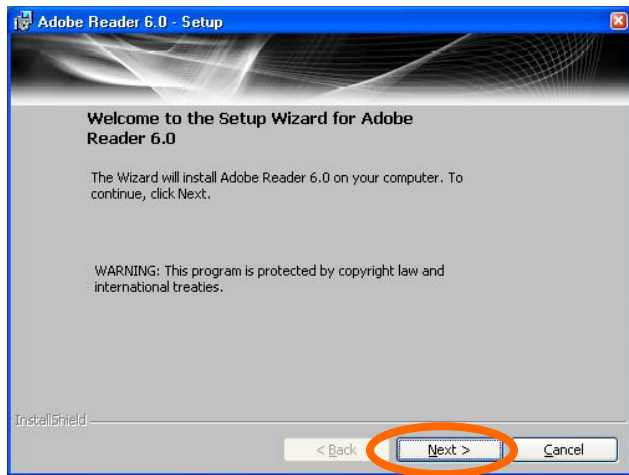 Adobe Reader 6.0 - Setup
Welcome to the Setup Wizard for Adobe
Reader 6.0
The Wizard will install Adobe Reader 6.0 on your computer. To
continue, click Next.
WARNING: This program is protected by copyright law and
international treaties.
InstallShield
< Back Next > Cancel